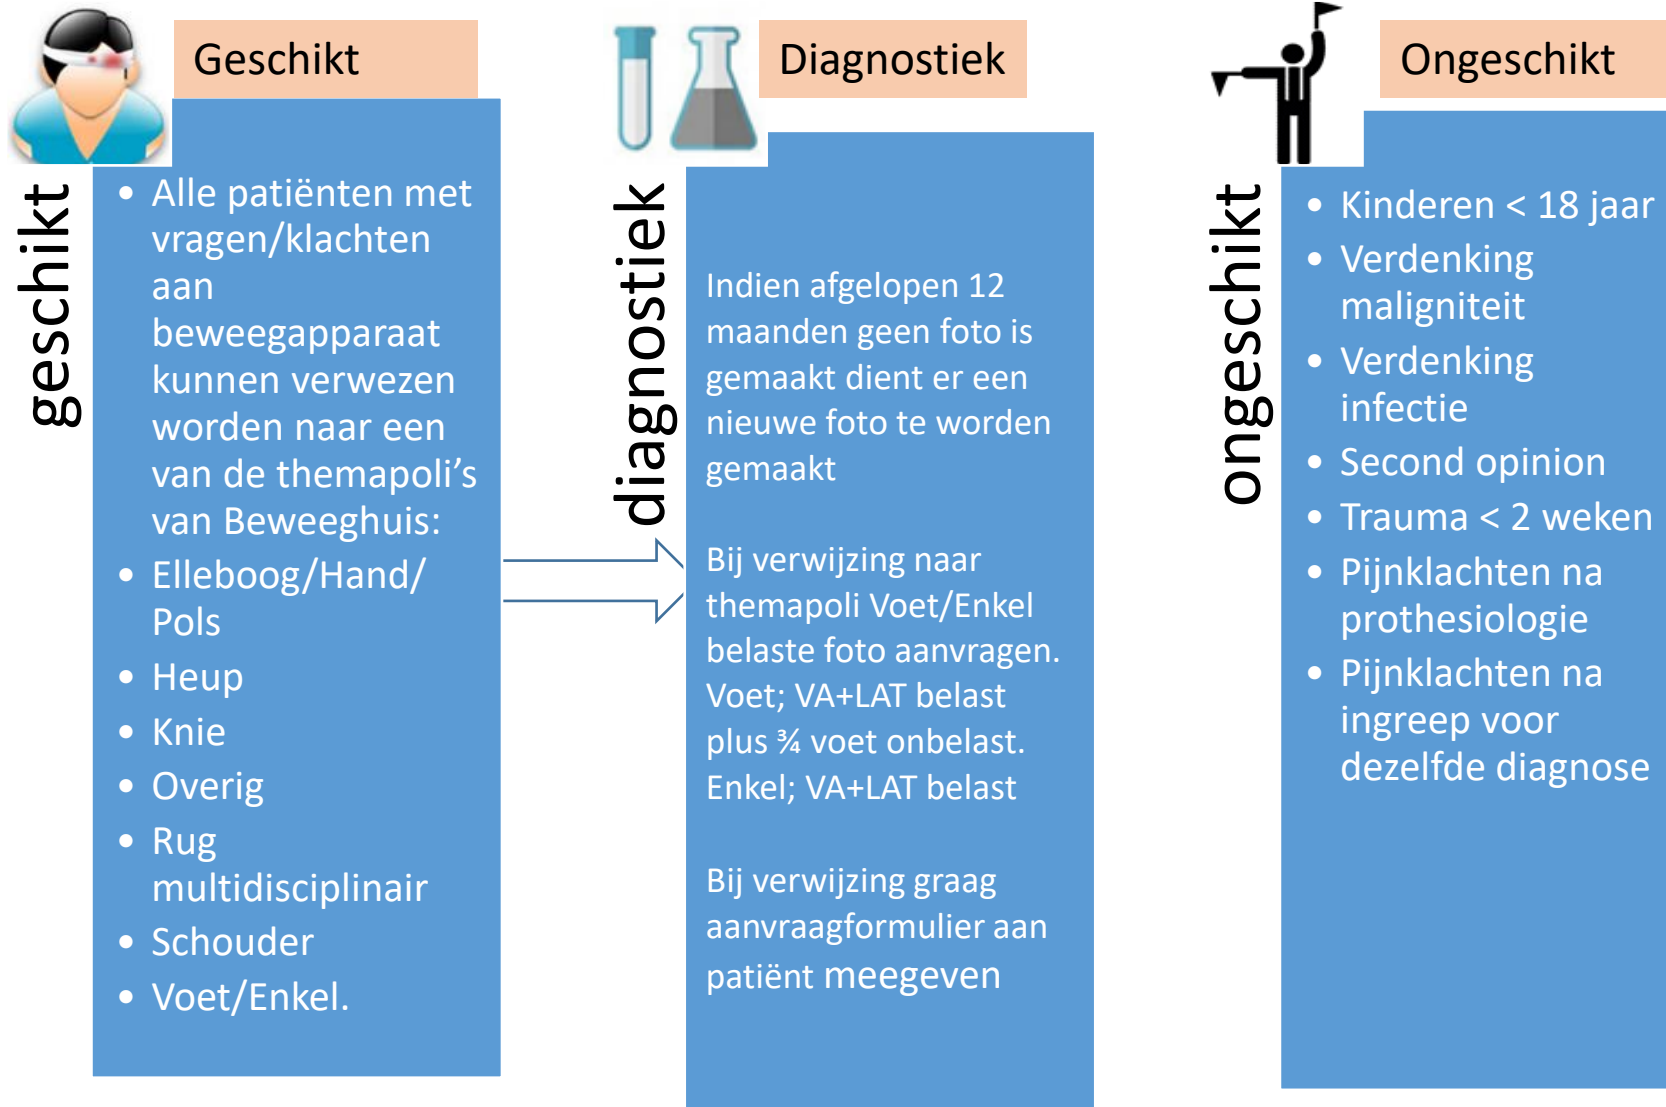 Geschikt
geschikt
• Alle patiënten met
vragen/klachten
aan
beweegapparaat
kunnen verwezen
worden naar een
van de themapoli's
van Beweeghuis:
• Elleboog/Hand/
Pols
• Heup
• Knie
• Overig
• Rug
multidisciplinair
• Schouder
• Voet/Enkel.
Diagnostiek
diagnostiek
Indien afgelopen 12
maanden geen foto is
gemaakt dient er een
nieuwe foto te worden
gemaakt
Bij verwijzing naar
themapoli Voet/Enkel
belaste foto aanvragen.
Voet; VA+LAT belast
plus ¾ voet onbelast.
Enkel; VA+LAT belast
Bij verwijzing graag
aanvraagformulier aan
patiënt meegeven
Ongeschikt
ongeschikt
• Kinderen < 18 jaar
• Verdenking
maligniteit
• Verdenking
infectie
• Second opinion
• Trauma < 2 weken
• Pijnklachten na
prothesiologie
• Pijnklachten na
ingreep voor
dezelfde diagnose